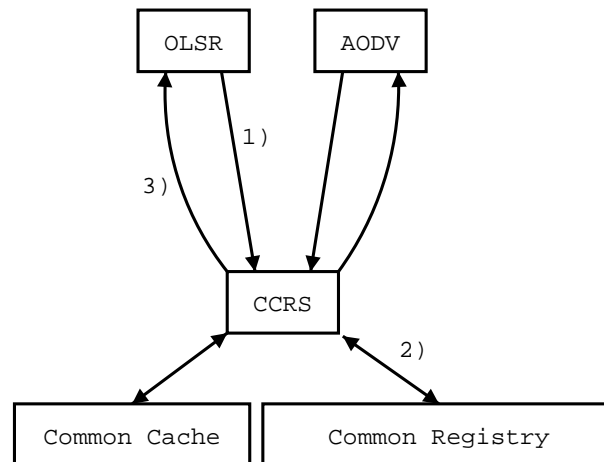 OLSR
AODV
1)
3)
CCRS
2)
Common Cache
Common Registry